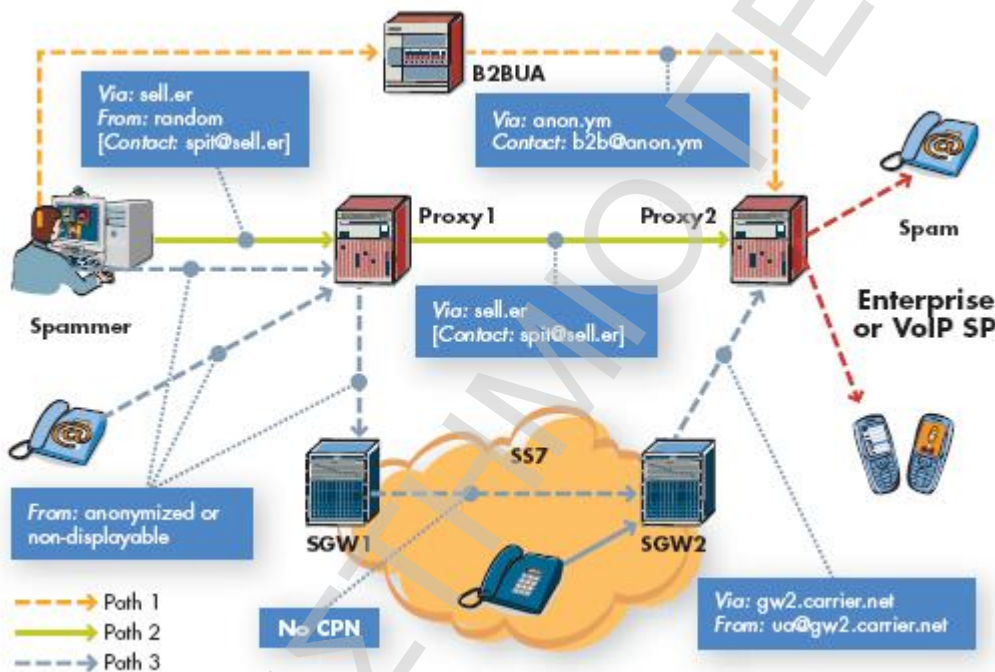 B2BUA
Via: sell.er
From: random
[Contact: spit@sell.er]
Via: anon.ym
Contact: b2b@anon.ym
Proxy1
Proxy2
Spam
Spammer
Via: sell.er
[Contact: spit@sell.er]
Enterprise
or VoIP SP
SS7
From: anonymized or
non-displayable
SGW1
SGW2
Path 1
Path 2
Path 3
No CPN
Via: gw2.carrier.net
From: ua@gw2.carrier.net